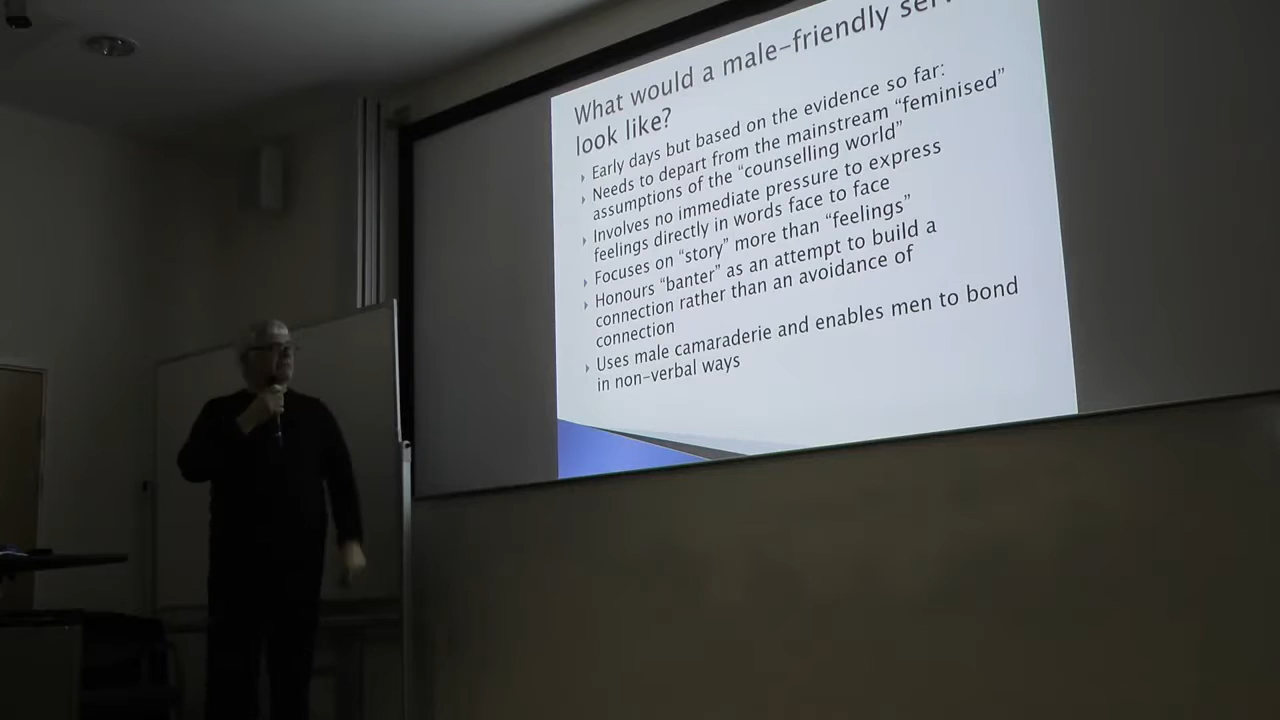 What would a male-friendly
look like?
Early days but based on the evidence so far:
Needs to depart from the mainstream “feminised”
assumptions of the “counselling world”
Involves no immediate pressure to express
feelings directly in words face to face
Focuses on “story” more than “feelings”
Honours “banter” as an attempt to build a
connection rather than an avoidance of
connection
Uses male camaraderie and enables men to bond
in non-verbal ways